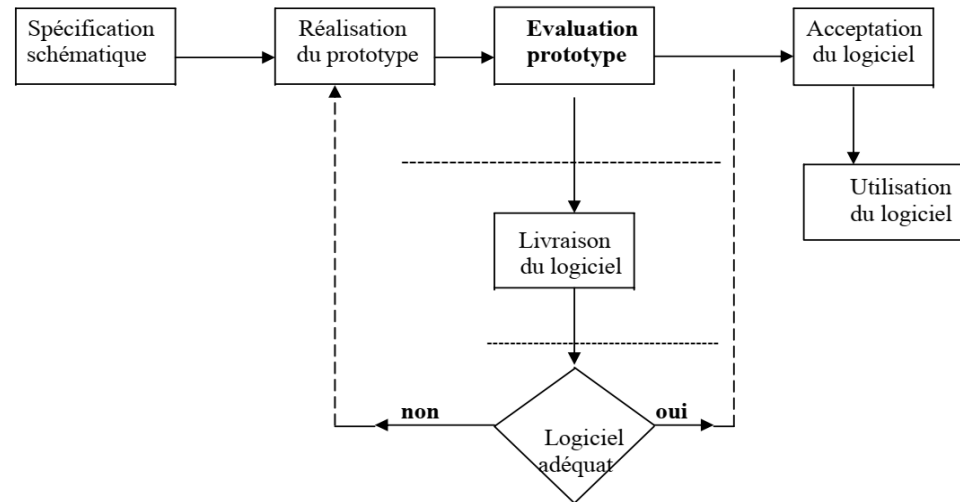 Spécification
schématique
Réalisation
du prototype
Evaluation
prototype
Acceptation
du logiciel
Utilisation
du logiciel
Livraison
du logiciel
non
oui
Logiciel
adéquat